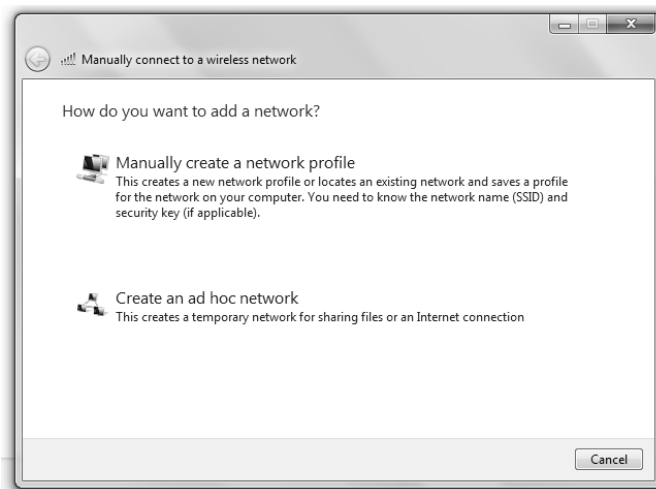 Manually connect to a wireless network
How do you want to add a network?
Manually create a network profile
This creates a new network profile or locates an existing network and saves a profile
for the network on your computer. You need to know the network name (SSID) and
security key (if applicable).
Create an ad hoc network
This creates a temporary network for sharing files or an Internet connection
Cancel